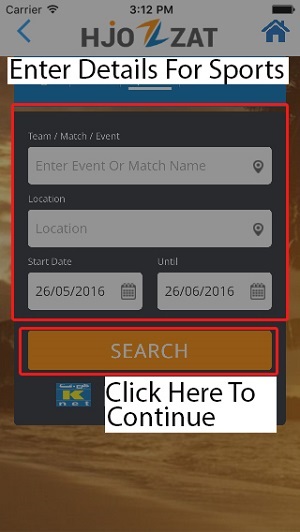 Carrier 3:12 PM
HJOZZAT
Enter Details For Sports
Team / Match / Event
Enter Event Or Match Name
Location
Location
Start Date Until
26/05/2016 26/06/2016
SEARCH
K
net
Click Here To
Continue